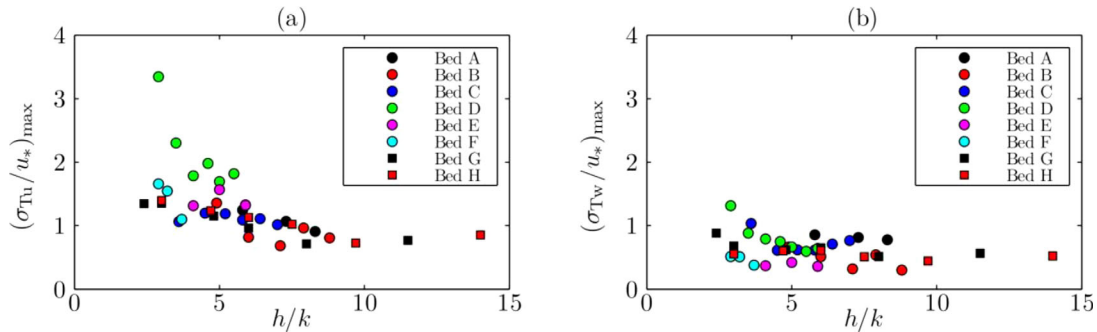 (a)
4
3
2
1
0
(σTu/u*)max
0
5
10
15
h/k
Bed A
Bed B
Bed C
Bed D
Bed E
Bed F
Bed G
Bed H
(b)
4
3
2
1
0
(σTw/u*)max
0
5
10
15
h/k
Bed A
Bed B
Bed C
Bed D
Bed E
Bed F
Bed G
Bed H